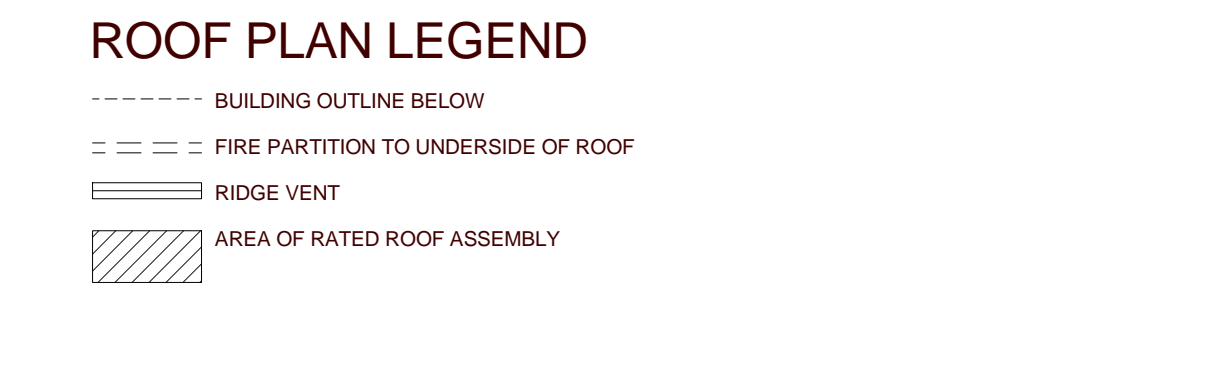 ROOF PLAN LEGEND
BUILDING OUTLINE BELOW
FIRE PARTITION TO UNDERSIDE OF ROOF
RIDGE VENT
AREA OF RATED ROOF ASSEMBLY